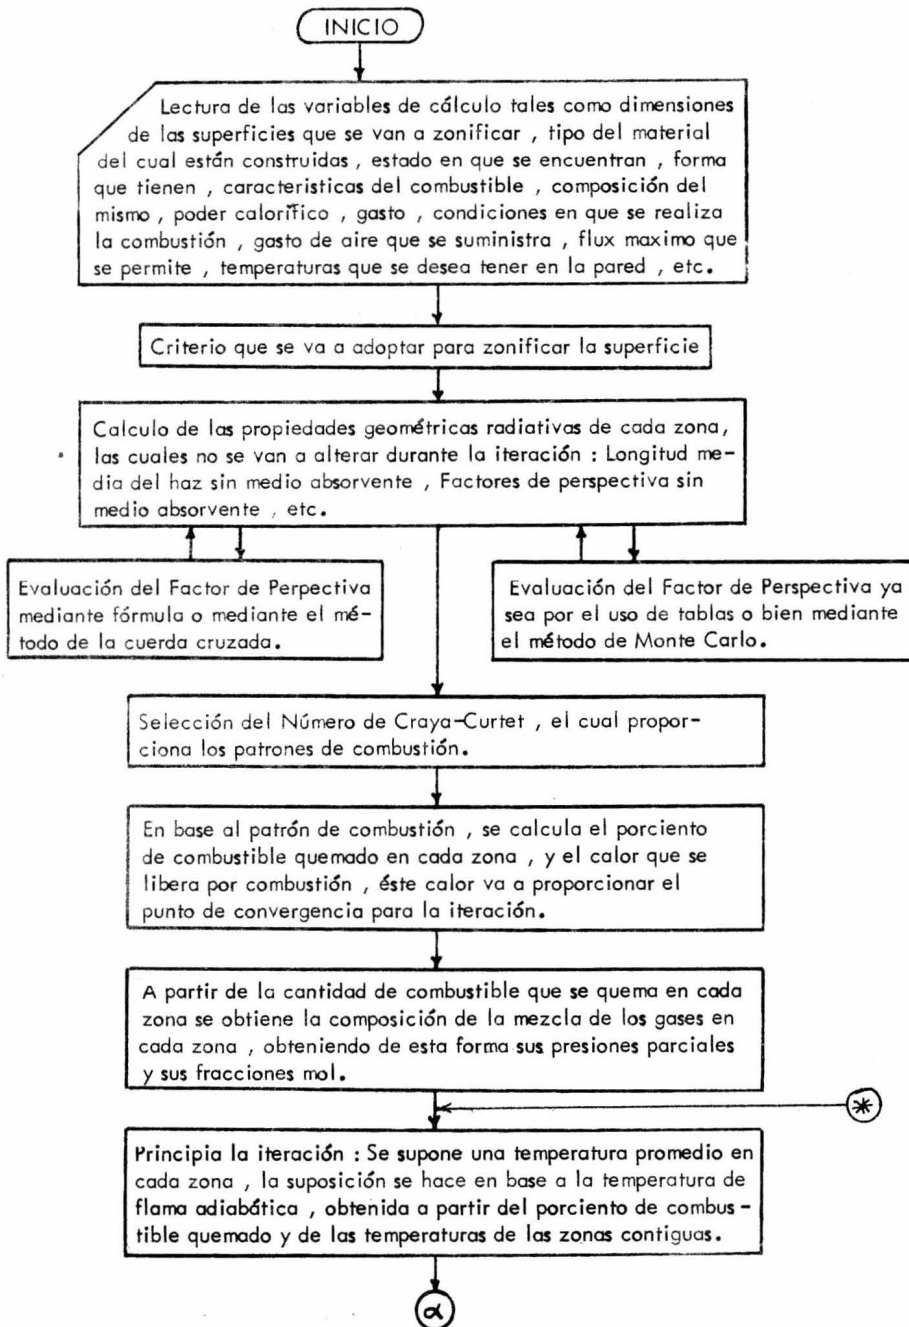 INICIO
Lectura de las variables de cálculo tales como dimensiones
de las superficies que se van a zonificar , tipo del material
del cual están construidas , estado en que se encuentran , forma
que tienen , caracteristicas del combustible , composición del
mismo , poder calorífico , gasto , condiciones en que se realiza
la combustión , gasto de aire que se suministra , flux maximo que
se permite , temperaturas que se desea tener en la pared , etc.
Criterio que se va a adoptar para zonificar la superficie
Calculo de las propiedades geométricas radiativas de cada zona,
las cuales no se van a alterar durante la iteración : Longitud me-
dia del haz sin medio absorvente , Factores de perspectiva sin
medio absorvente , etc.
Evaluación del Factor de Perpectiva
mediante fórmula o mediante el mé-
todo de la cuerda cruzada.
Evaluación del Factor de Perspectiva ya
sea por el uso de tablas o bien mediante
el método de Monte Carlo.
Selección del Número de Craya-Curtet , el cual propor-
ciona los patrones de combustión.
En base al patrón de combustión , se calcula el porciento
de combustible quemado en cada zona , y el calor que se
libera por combustión , éste calor va a proporcionar el
punto de convergencia para la iteración.
A partir de la cantidad de combustible que se quema en cada
zona se obtiene la composición de la mezcla de los gases en
cada zona , obteniendo de esta forma sus presiones parciales
y sus fracciones mol.
*
Principia la iteración : Se supone una temperatura promedio en
cada zona , la suposición se hace en base a la temperatura de
flama adiabática , obtenida a partir del porciento de combus-
tible quemado y de las temperaturas de las zonas contiguas.
α